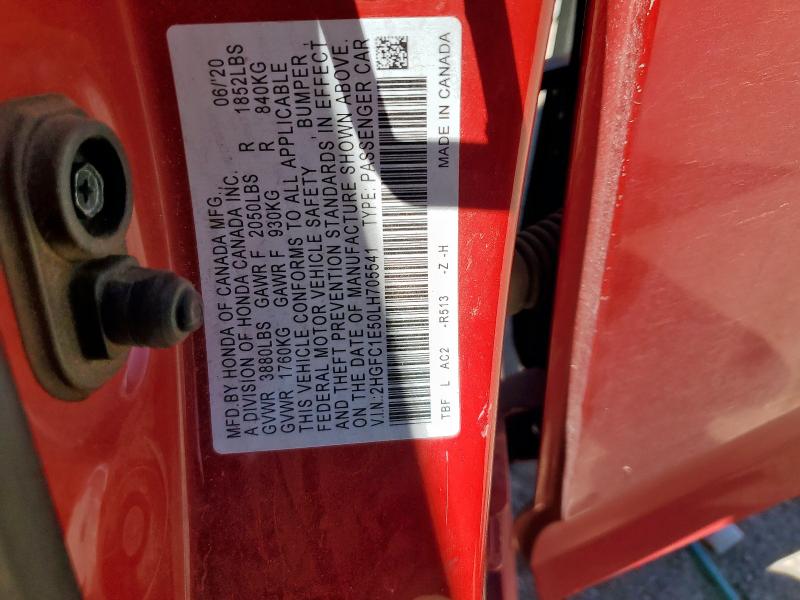 MFD.BY HONDA OF CANADA MFG., 06/'20
A DIVISION OF HONDA CANADA INC.
GVWR 3880LBS GAWR F 2050LBS R 1852LBS
GVWR 1760KG GAWR F 930KG R 840KG
THIS VEHICLE CONFORMS TO ALL APPLICABLE
FEDERAL MOTOR VEHICLE SAFETY, BUMPER,
AND THEFT PREVENTION STANDARDS IN EFFECT
ON THE DATE OF MANUFACTURE SHOWN ABOVE.
V.I.N.:2HGFC1E50LH705541 TYPE: PASSENGER CAR
TBF L AC2 -R513 -Z -H MADE IN CANADA